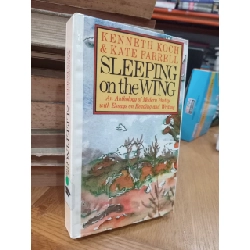 KENNETH KOCH
& KATE FARRELL
SLEEPING
on the WING
An Anthology of Modern Poetry
with Essays on Reading and Writing
SLEEPING